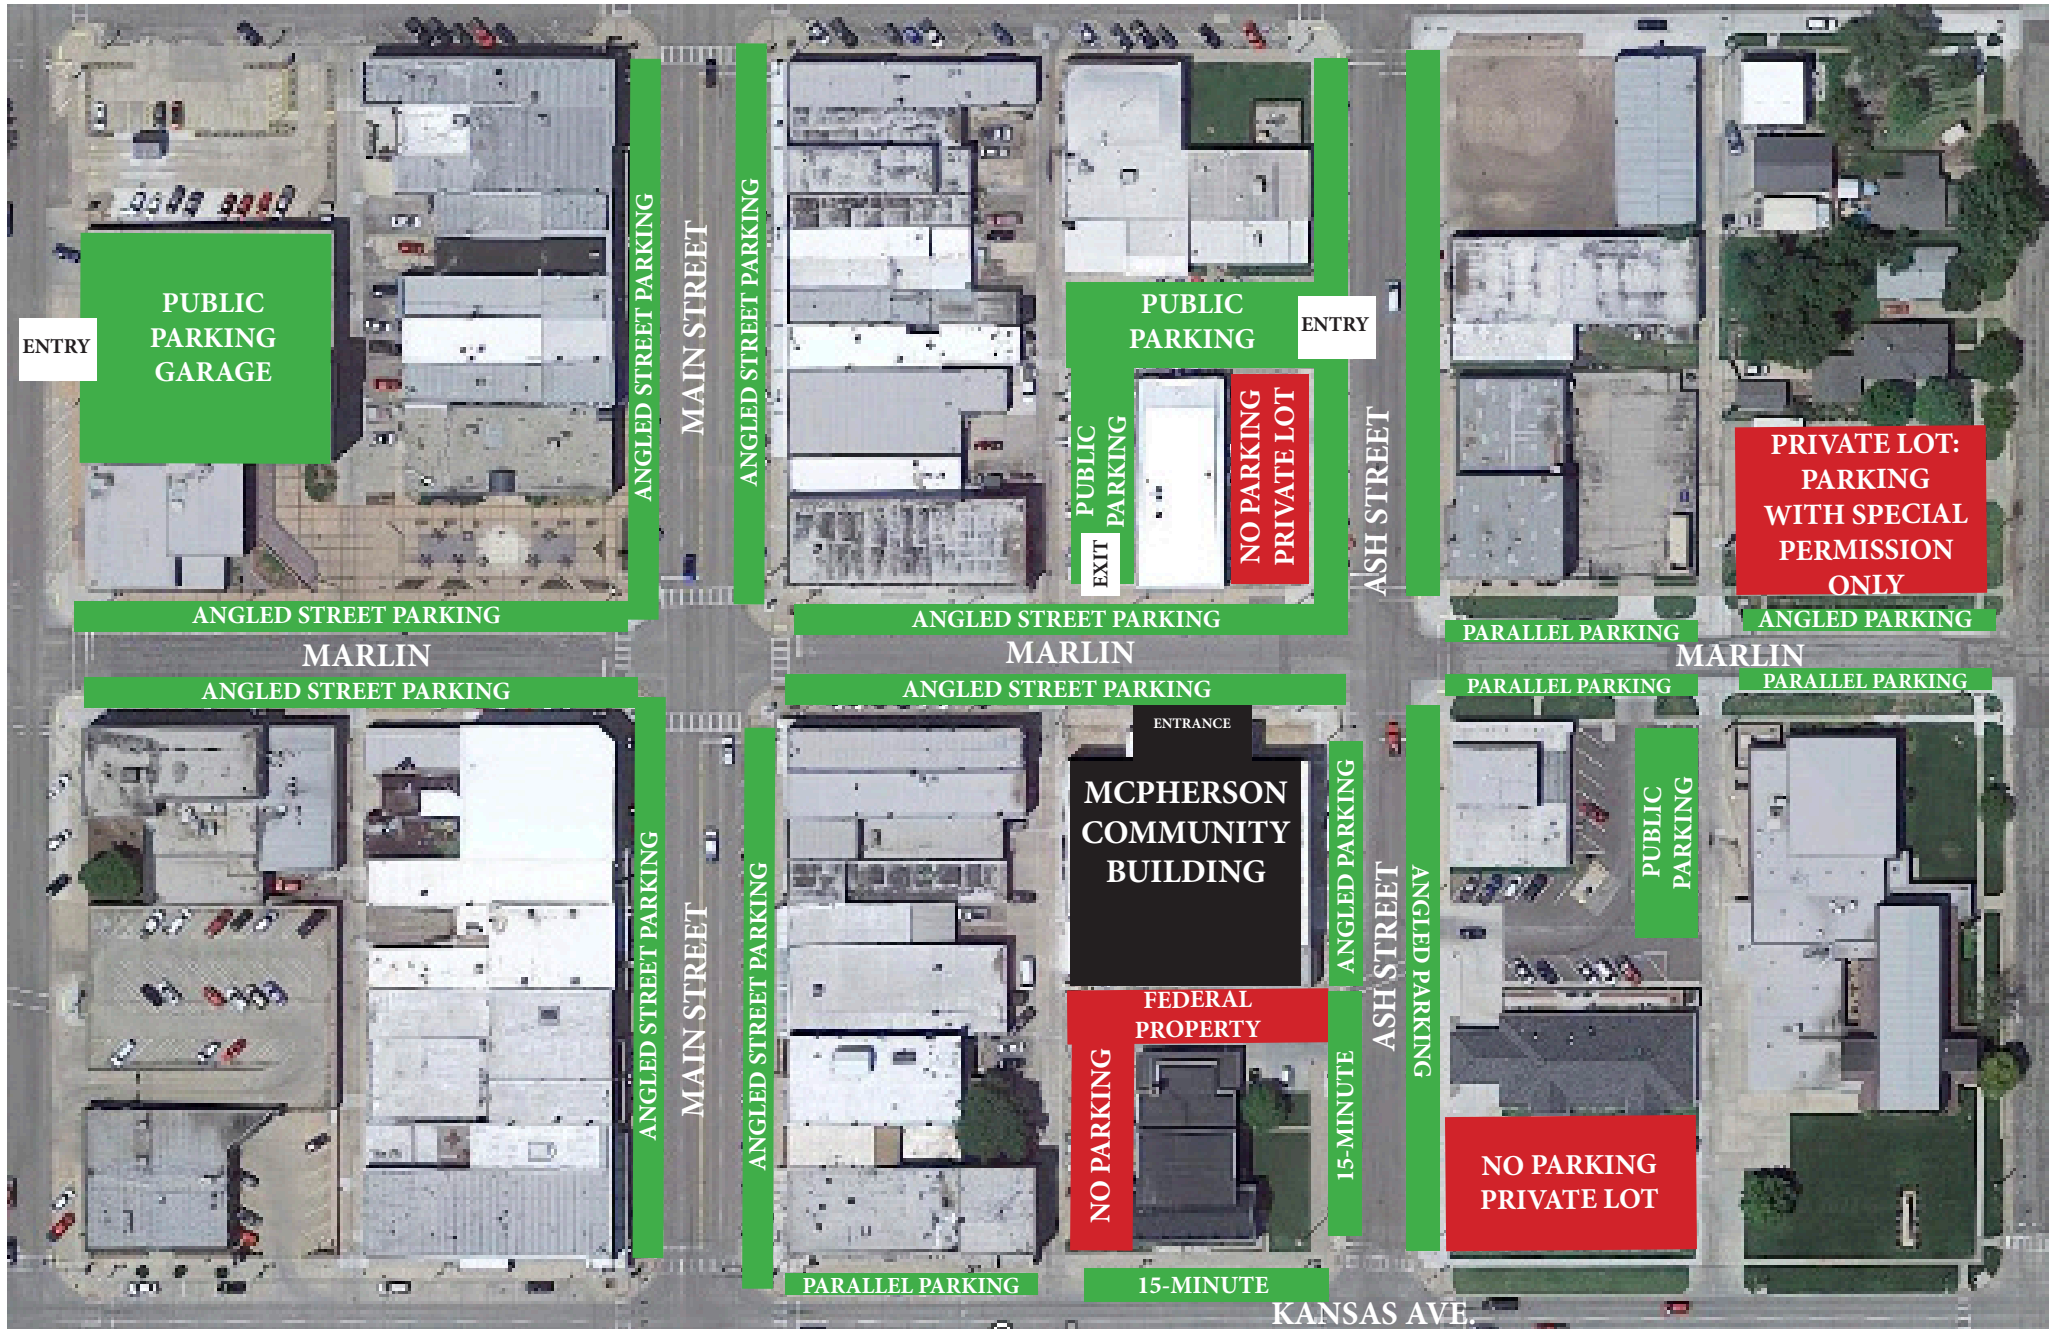 PUBLIC
PARKING
GARAGE
ENTRY
ANGLED STREET PARKING
MAIN STREET
ANGLED STREET PARKING
PUBLIC
PARKING
ENTRY
PUBLIC
PARKING
EXIT
NO PARKING
PRIVATE LOT
ASH STREET
PRIVATE LOT:
PARKING
WITH SPECIAL
PERMISSION
ONLY
ANGLED STREET PARKING
ANGLED STREET PARKING
PARALLEL PARKING
ANGLED PARKING
MARLIN
MARLIN
MARLIN
ANGLED STREET PARKING
ANGLED STREET PARKING
PARALLEL PARKING
PARALLEL PARKING
ENTRANCE
MCPHERSON
COMMUNITY
BUILDING
ANGLED STREET PARKING
MAIN STREET
ANGLED STREET PARKING
ANGLED PARKING
ASH STREET
ANGLED PARKING
PUBLIC
PARKING
FEDERAL
PROPERTY
NO PARKING
15-MINUTE
NO PARKING
PRIVATE LOT
PARALLEL PARKING
15-MINUTE
KANSAS AVE.